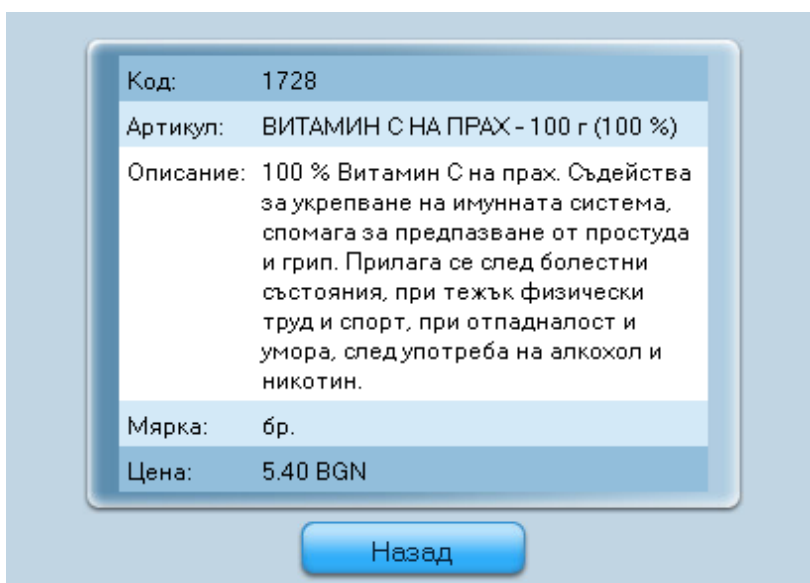 Код: 1728
Артикул: ВИТАМИН С НА ПРАХ - 100 г (100 %)
Описание: 100 % Витамин С на прах. Съдейства
за укрепване на имунната система,
спомага за предпазване от простуда
и грип. Прилага се след болестни
състояния, при тежък физически
труд и спорт, при отпадналост и
умора, след употреба на алкохол и
никотин.
Мярка: бр.
Цена: 5.40 BGN
Назад